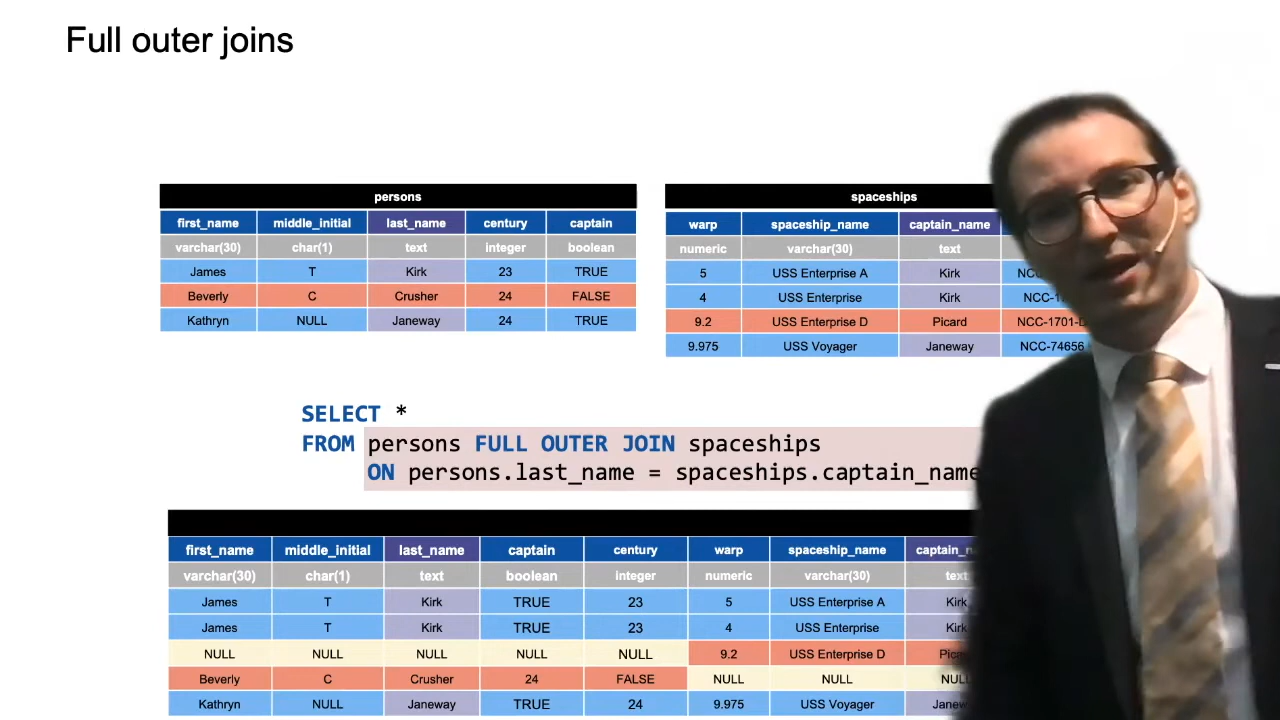 Full outer joins
persons
first_name middle_initial last_name century captain
varchar(30) char(1) text integer boolean
James T Kirk 23 TRUE
Beverly C Crusher 24 FALSE
Kathryn NULL Janeway 24 TRUE
spaceships
warp spaceship_name captain_name
numeric varchar(30) text
5 USS Enterprise A Kirk
4 USS Enterprise Kirk
9.2 USS Enterprise D Picard NCC-1701-D
9.975 USS Voyager Janeway NCC-74656
SELECT *
FROM persons FULL OUTER JOIN spaceships
ON persons.last_name = spaceships.captain_name
first_name middle_initial last_name captain century warp spaceship_name
varchar(30) char(1) text boolean integer numeric varchar(30) text
James T Kirk TRUE 23 5 USS Enterprise A Kirk
James T Kirk TRUE 23 4 USS Enterprise Kirk
NULL NULL NULL NULL NULL 9.2 USS Enterprise D
Beverly C Crusher 24 FALSE NULL NULL NULL
Kathryn NULL Janeway TRUE 24 9.975 USS Voyager